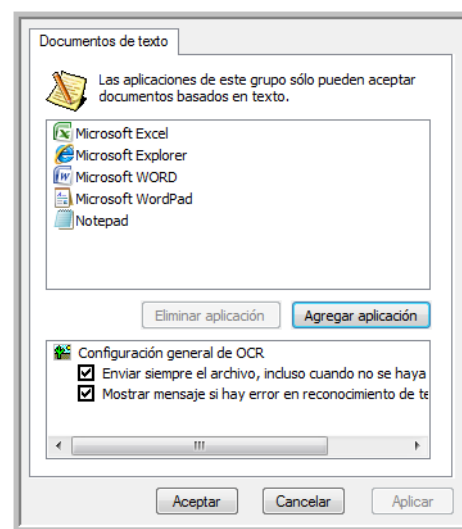 Documentos de texto
Las aplicaciones de este grupo sólo pueden aceptar
documentos basados en texto.
Microsoft Excel
Microsoft Explorer
Microsoft WORD
Microsoft WordPad
Notepad
Eliminar aplicación Agregar aplicación
Configuración general de OCR
Enviar siempre el archivo, incluso cuando no se haya
Mostrar mensaje si hay error en reconocimiento de te
Aceptar Cancelar Aplicar